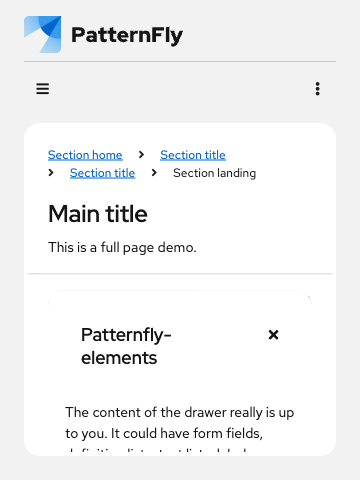 PatternFly
Section home > Section title
> Section title > Section landing
Main title
This is a full page demo.
Patternfly-
elements
The content of the drawer really is up
to you. It could have form fields,